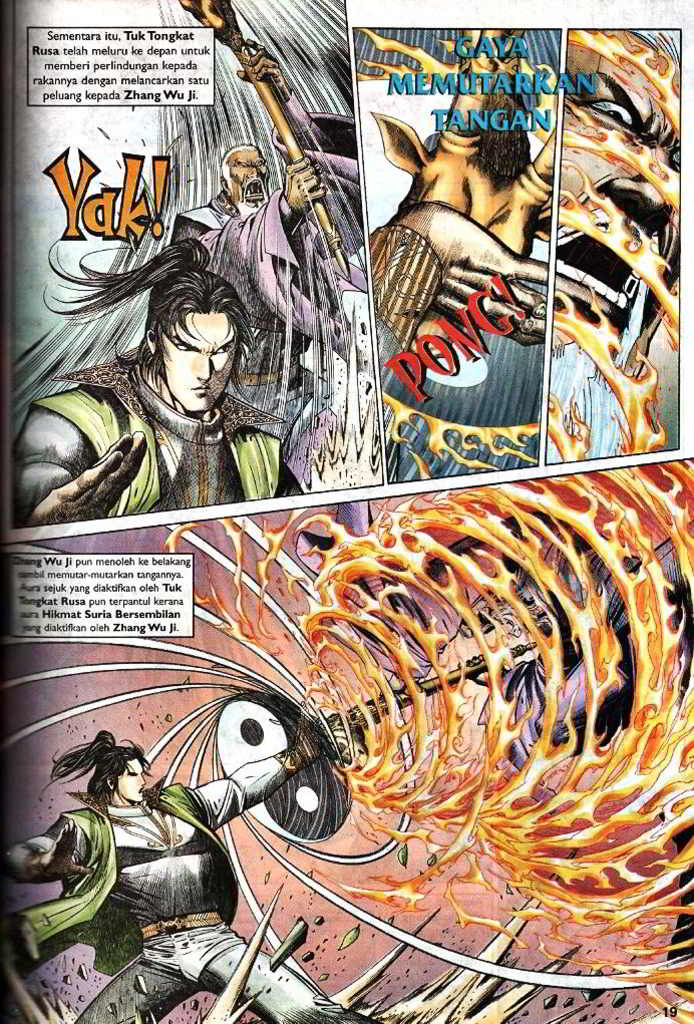 Sementara itu, Tuk Tongkat
Rusa telah meluru ke depan untuk
memberi perlindungan kepada
rakannya dengan melancarkan satu
peluang kepada Zhang Wu Ji.
Yak!
GAYA
MEMUTARKAN
TANGAN
PONG!
Zhang Wu Ji pun menoleh ke belakang
sambil memutar-mutarkan tangannya.
Aura sejuk yang diaktifkan oleh Tuk
Tongkat Rusa pun terpantul kerana
aura Hikmat Suria Bersembilan
yang diaktifkan oleh Zhang Wu Ji.
19